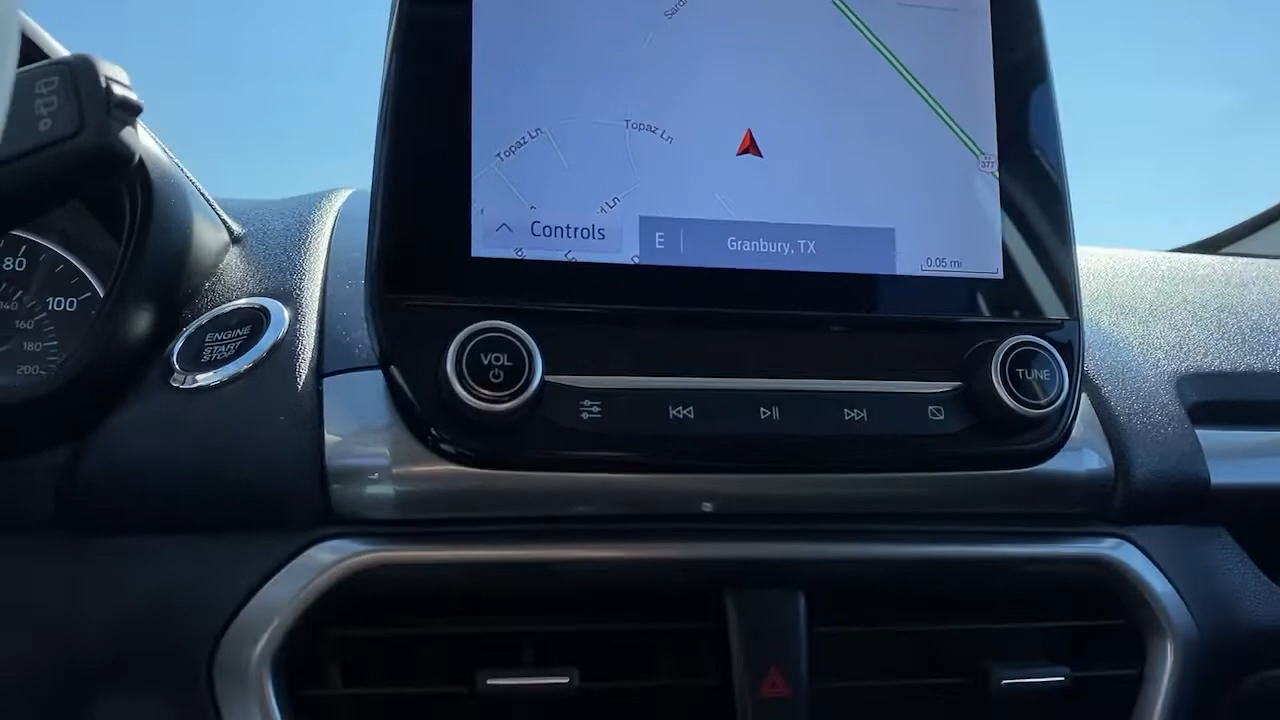 Topaz Ln
Topaz Ln
377
Controls
E
Granbury, TX
0.05 mi
80
100
140
160
180
200
ENGINE
START
STOP
VOL
TUNE